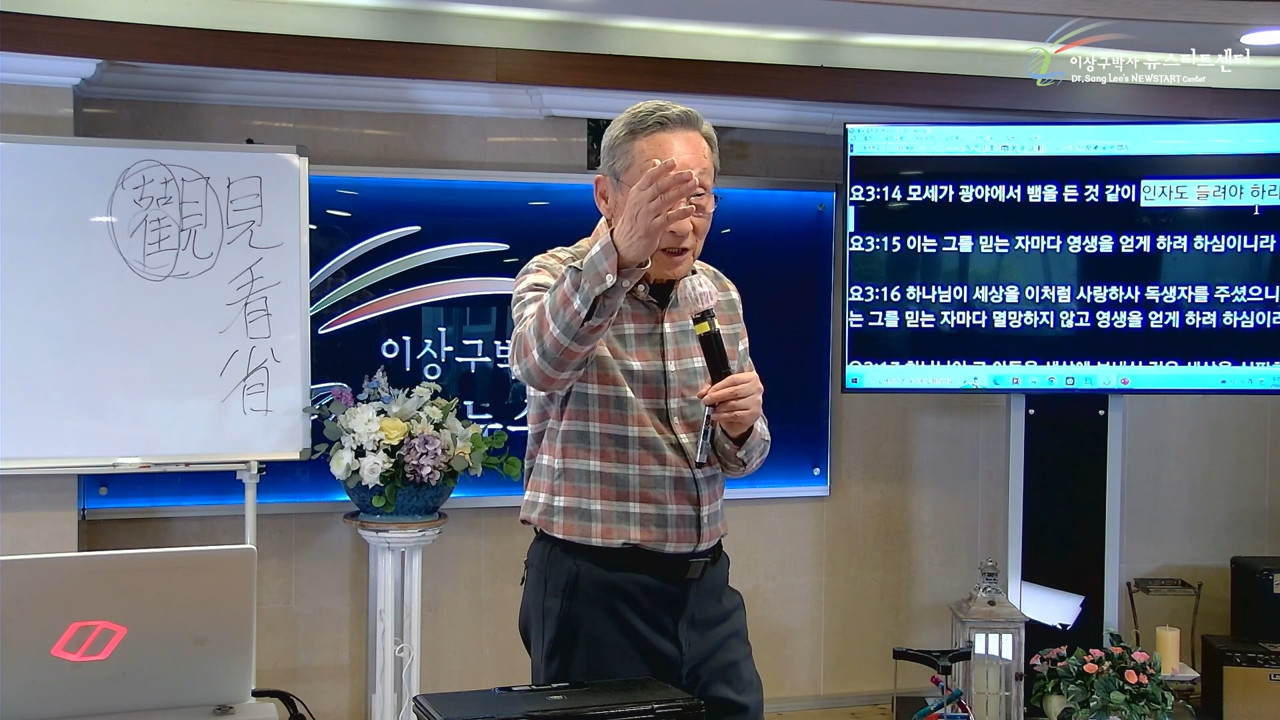 이상구박사 뉴스타트센터
Dr. Sang Lee's NEWSTART Center
觀 見
看
省
이상구박
뉴스
요3:14 모세가 광야에서 뱀을 든 것 같이 인자도 들려야 하리
요3:15 이는 그를 믿는 자마다 영생을 얻게 하려 하심이니라
요3:16 하나님이 세상을 이처럼 사랑하사 독생자를 주셨으니
는 그를 믿는 자마다 멸망하지 않고 영생을 얻게 하려 하심이라